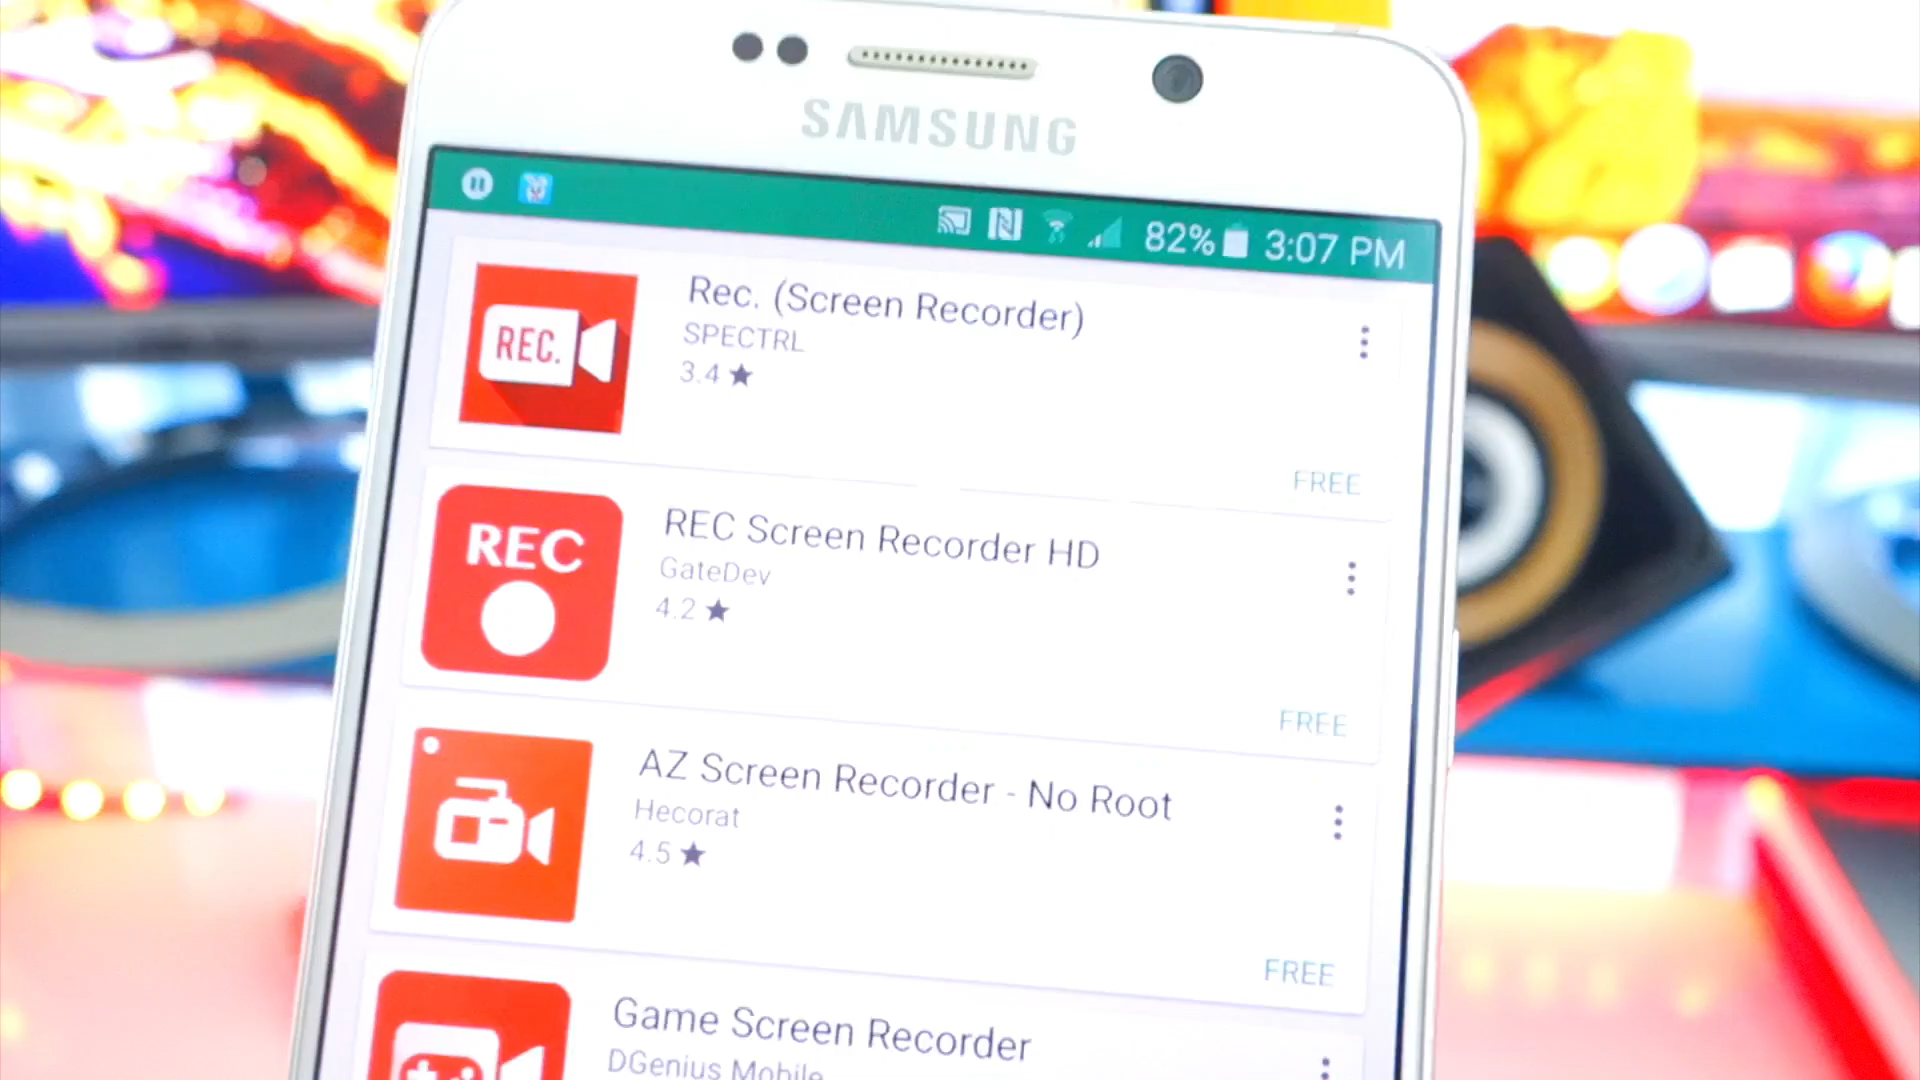 SAMSUNG
82% 3:07 PM
REC.
Rec. (Screen Recorder)
SPECTRL
3.4 ★
FREE
REC
REC Screen Recorder HD
GateDev
4.2 ★
FREE
AZ Screen Recorder - No Root
Hecorat
4.5 ★
FREE
Game Screen Recorder
DGenius Mobile